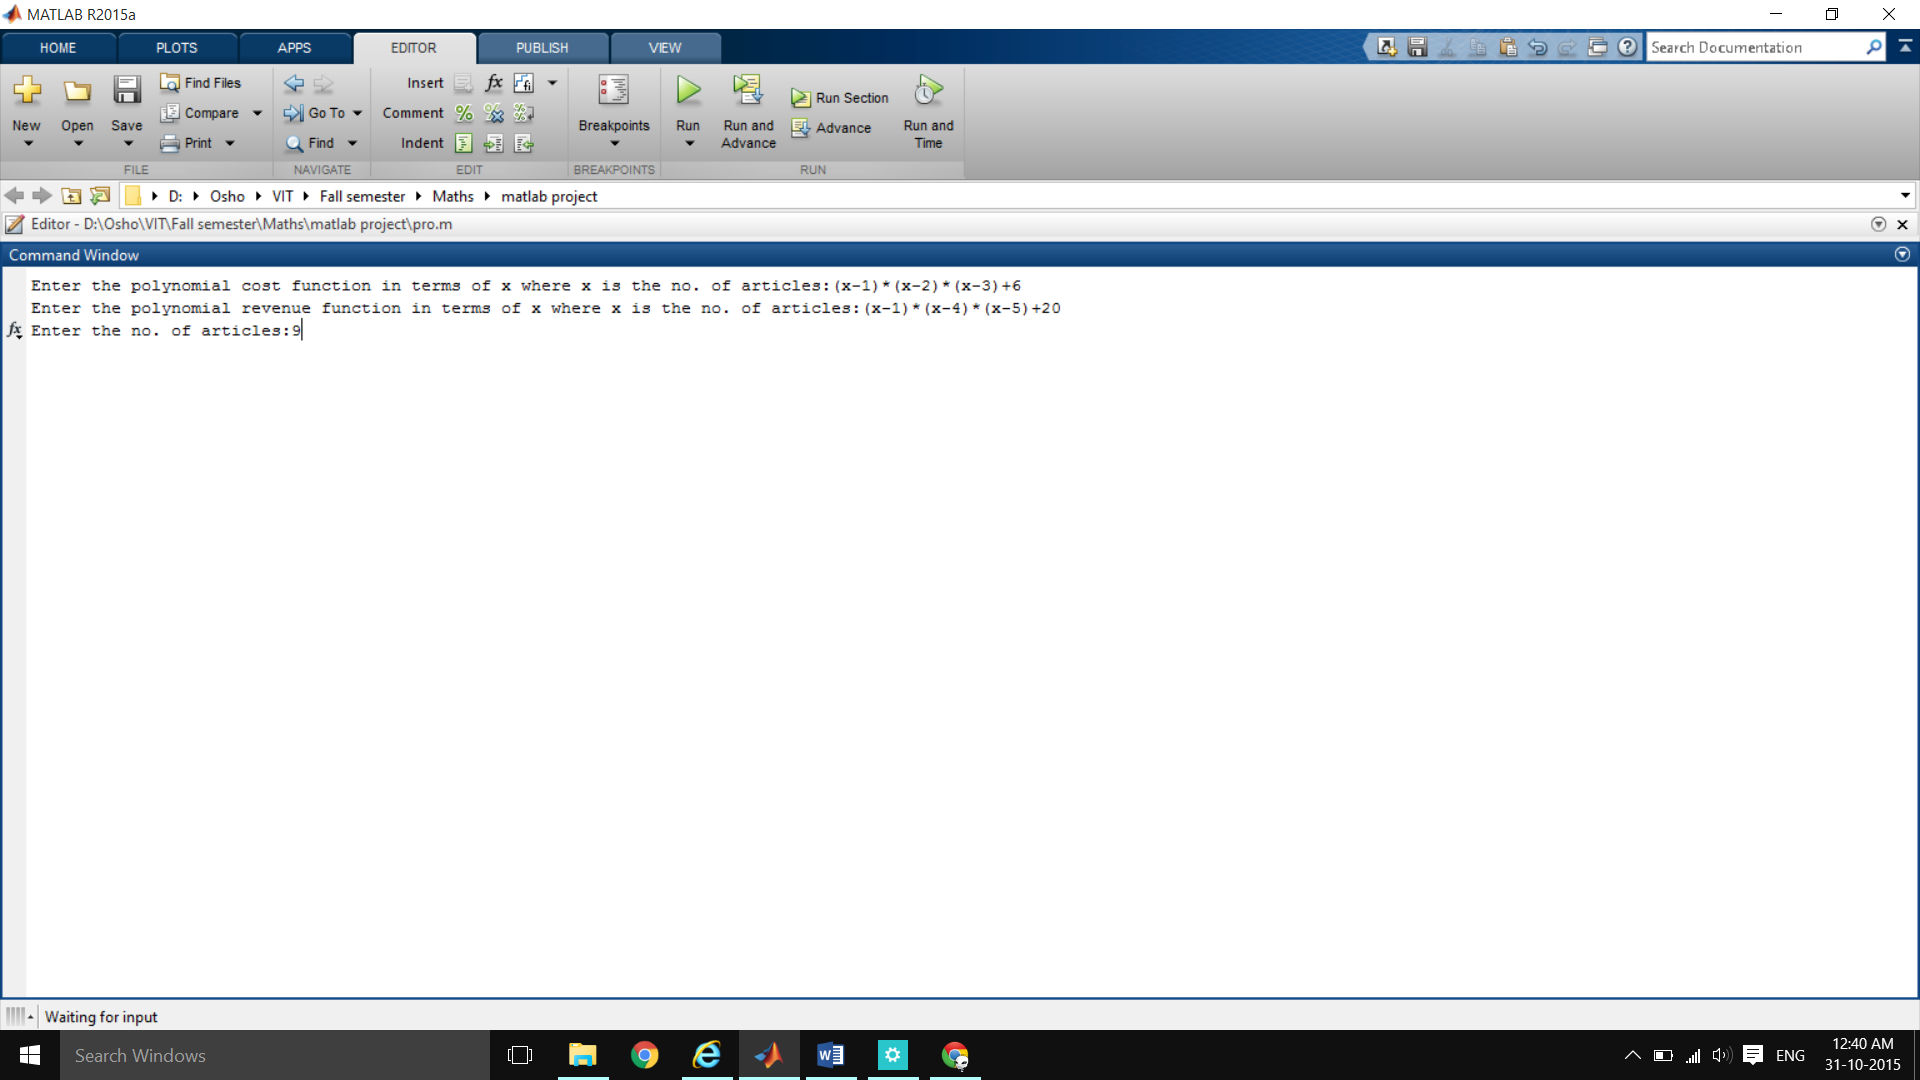 MATLAB R2015a
HOME PLOTS APPS EDITOR PUBLISH VIEW Search Documentation
New Open Save Find Files Compare Print
Go To Find
Insert fx fi
Comment
Indent
Breakpoints Run Run and Advance Run Section Advance Run and Time
FILE NAVIGATE EDIT BREAKPOINTS RUN
D: Osho VIT Fall semester Maths matlab project
Editor - D:\Osho\VIT\Fall semester\Maths\matlab project\pro.m
Command Window
Enter the polynomial cost function in terms of x where x is the no. of articles:(x-1)*(x-2)*(x-3)+6
Enter the polynomial revenue function in terms of x where x is the no. of articles:(x-1)*(x-4)*(x-5)+20
fx Enter the no. of articles:9
Waiting for input
Search Windows
ENG
12:40 AM
31-10-2015